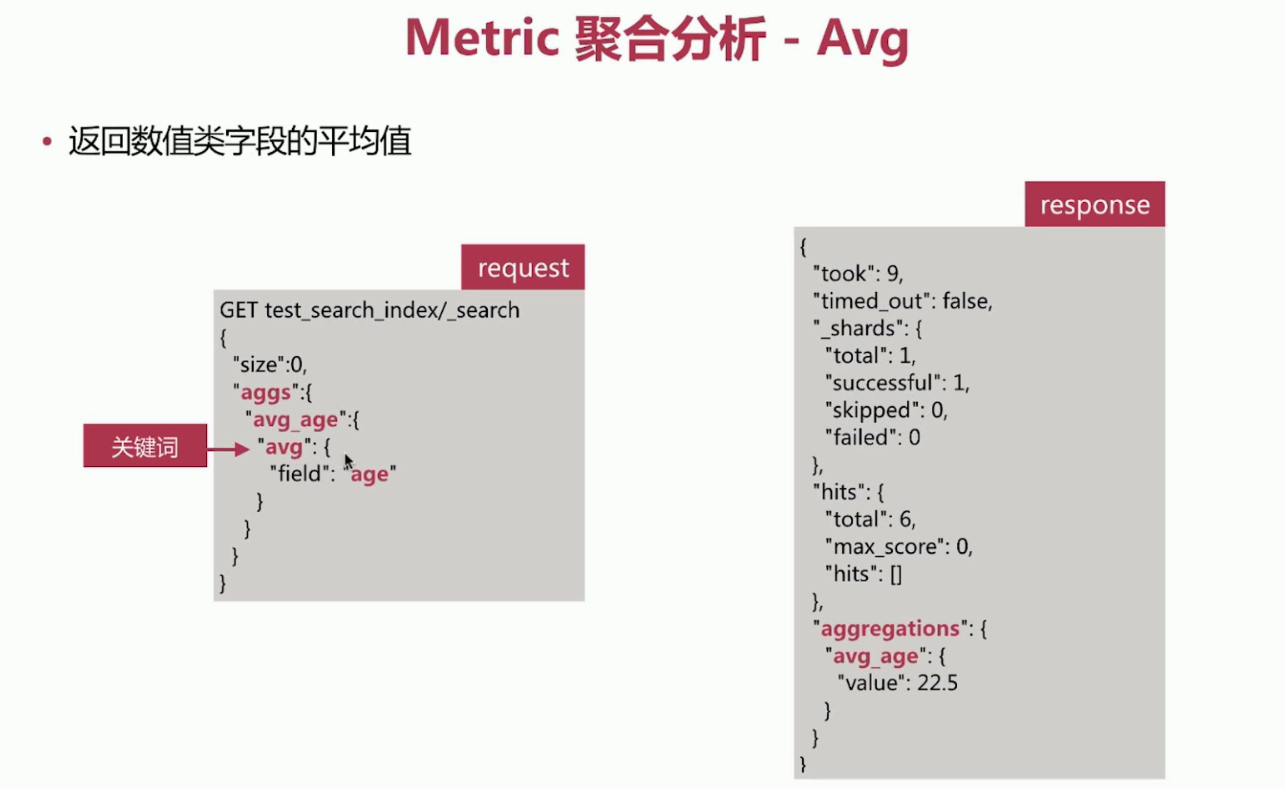 Metric 聚合分析 - Avg
• 返回数值类字段的平均值
request
GET test_search_index/_search
{
"size":0,
"aggs":{
"avg_age":{
"avg": {
"field": "age"
}
}
}
}
关键词
response
{
"took": 9,
"timed_out": false,
"_shards": {
"total": 1,
"successful": 1,
"skipped": 0,
"failed": 0
},
"hits": {
"total": 6,
"max_score": 0,
"hits": []
},
"aggregations": {
"avg_age": {
"value": 22.5
}
}
}